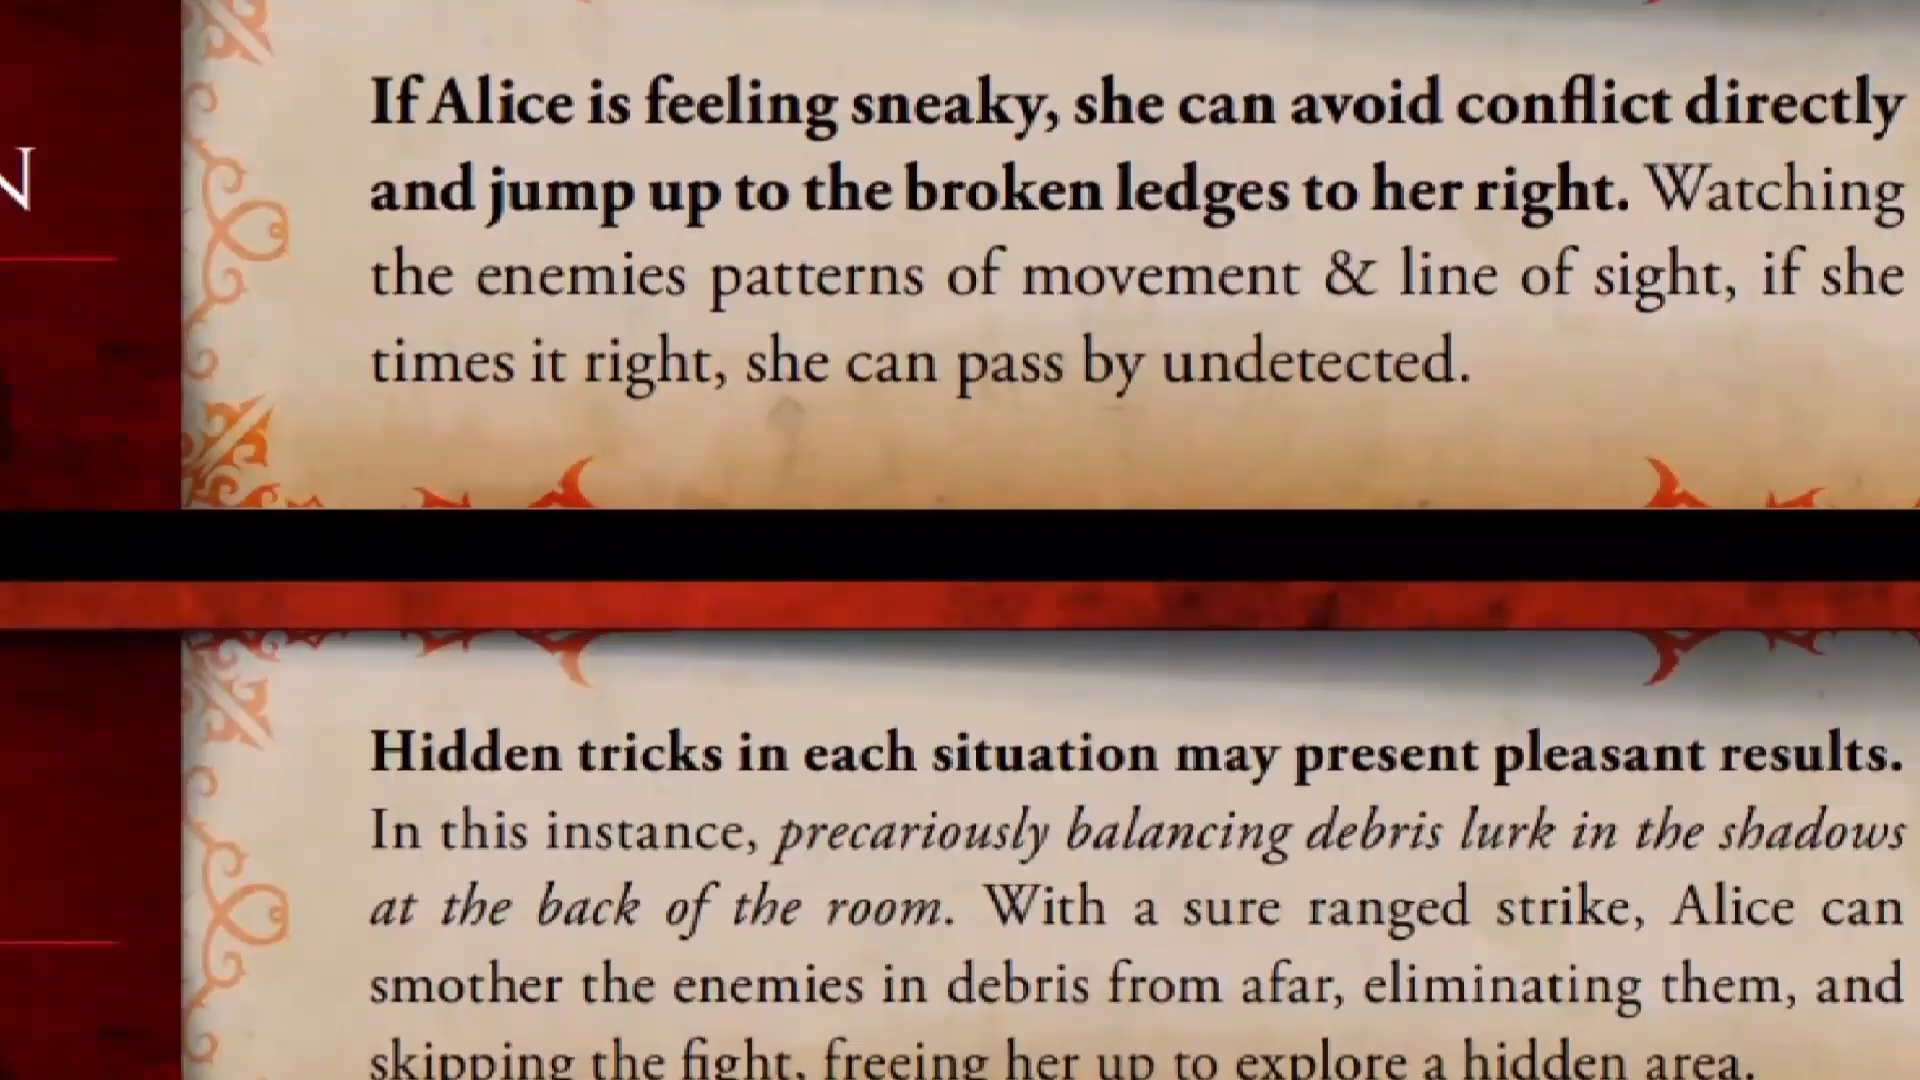 N
If Alice is feeling sneaky, she can avoid conflict directly
and jump up to the broken ledges to her right. Watching
the enemies patterns of movement & line of sight, if she
times it right, she can pass by undetected.
Hidden tricks in each situation may present pleasant results.
In this instance, precariously balancing debris lurk in the shadows
at the back of the room. With a sure ranged strike, Alice can
smother the enemies in debris from afar, eliminating them, and
skipping the fight, freeing her up to explore a hidden area.